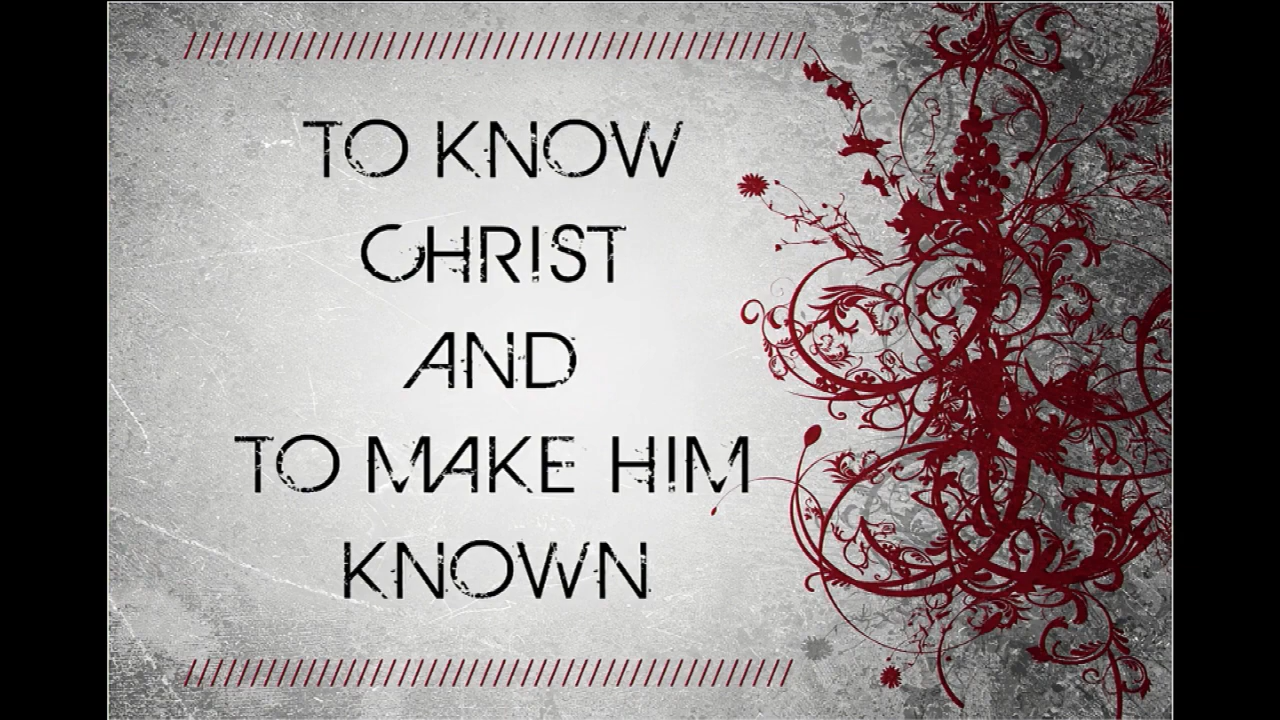 TO KNOW
CHRIST
AND
TO MAKE HIM
KNOWN